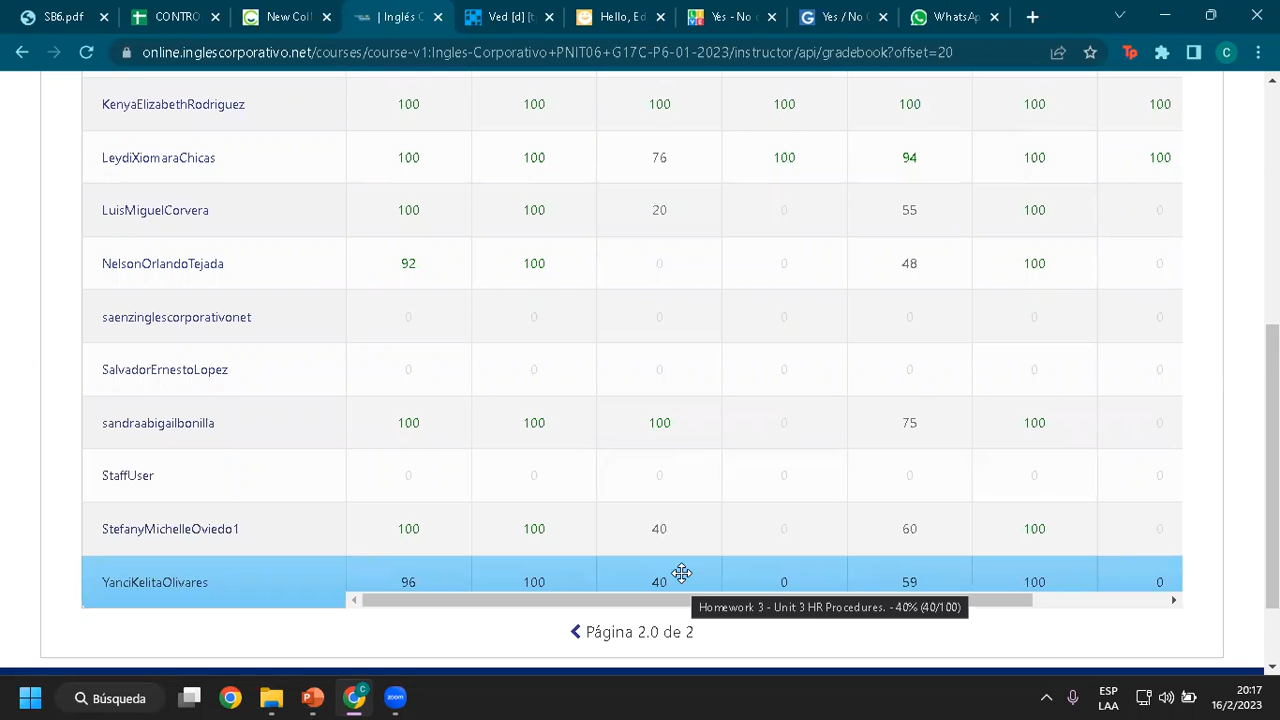 SB6.pdf CONTRO New Coll | Inglés C Ved [d] [t Hello, Ed Yes - No Yes / No WhatsApp
online.inglescorporativo.net/courses/course-v1:Ingles-Corporativo+PNIT06+G17C-P6-01-2023/instructor/api/gradebook?offset=20
KenyaElizabethRodriguez 100 100 100 100 100 100 100
LeydiXiomaraChicas 100 100 76 100 94 100 100
LuisMiguelCorvera 100 100 20 0 55 100 0
NelsonOrlandoTejada 92 100 0 0 48 100 0
saenzinglescorporativonet 0 0 0 0 0 0 0
SalvadorErnestoLopez 0 0 0 0 0 0 0
sandraabigailbonilla 100 100 100 0 75 100 0
StaffUser 0 0 0 0 0 0 0
StefanyMichelleOviedo1 100 100 40 0 60 100 0
YanciKelitaOlivares 96 100 40 0 59 100 0
Homework 3 - Unit 3 HR Procedures. - 40% (40/100)
Página 2.0 de 2
Búsqueda zoom ESP 20:17
LAA 16/2/2023